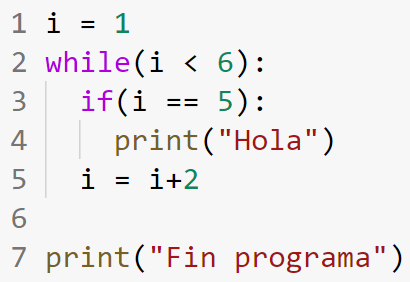 1 i = 1
2 while(i < 6):
3   if(i == 5):
4     print("Hola")
5   i = i+2
6
7 print("Fin programa")